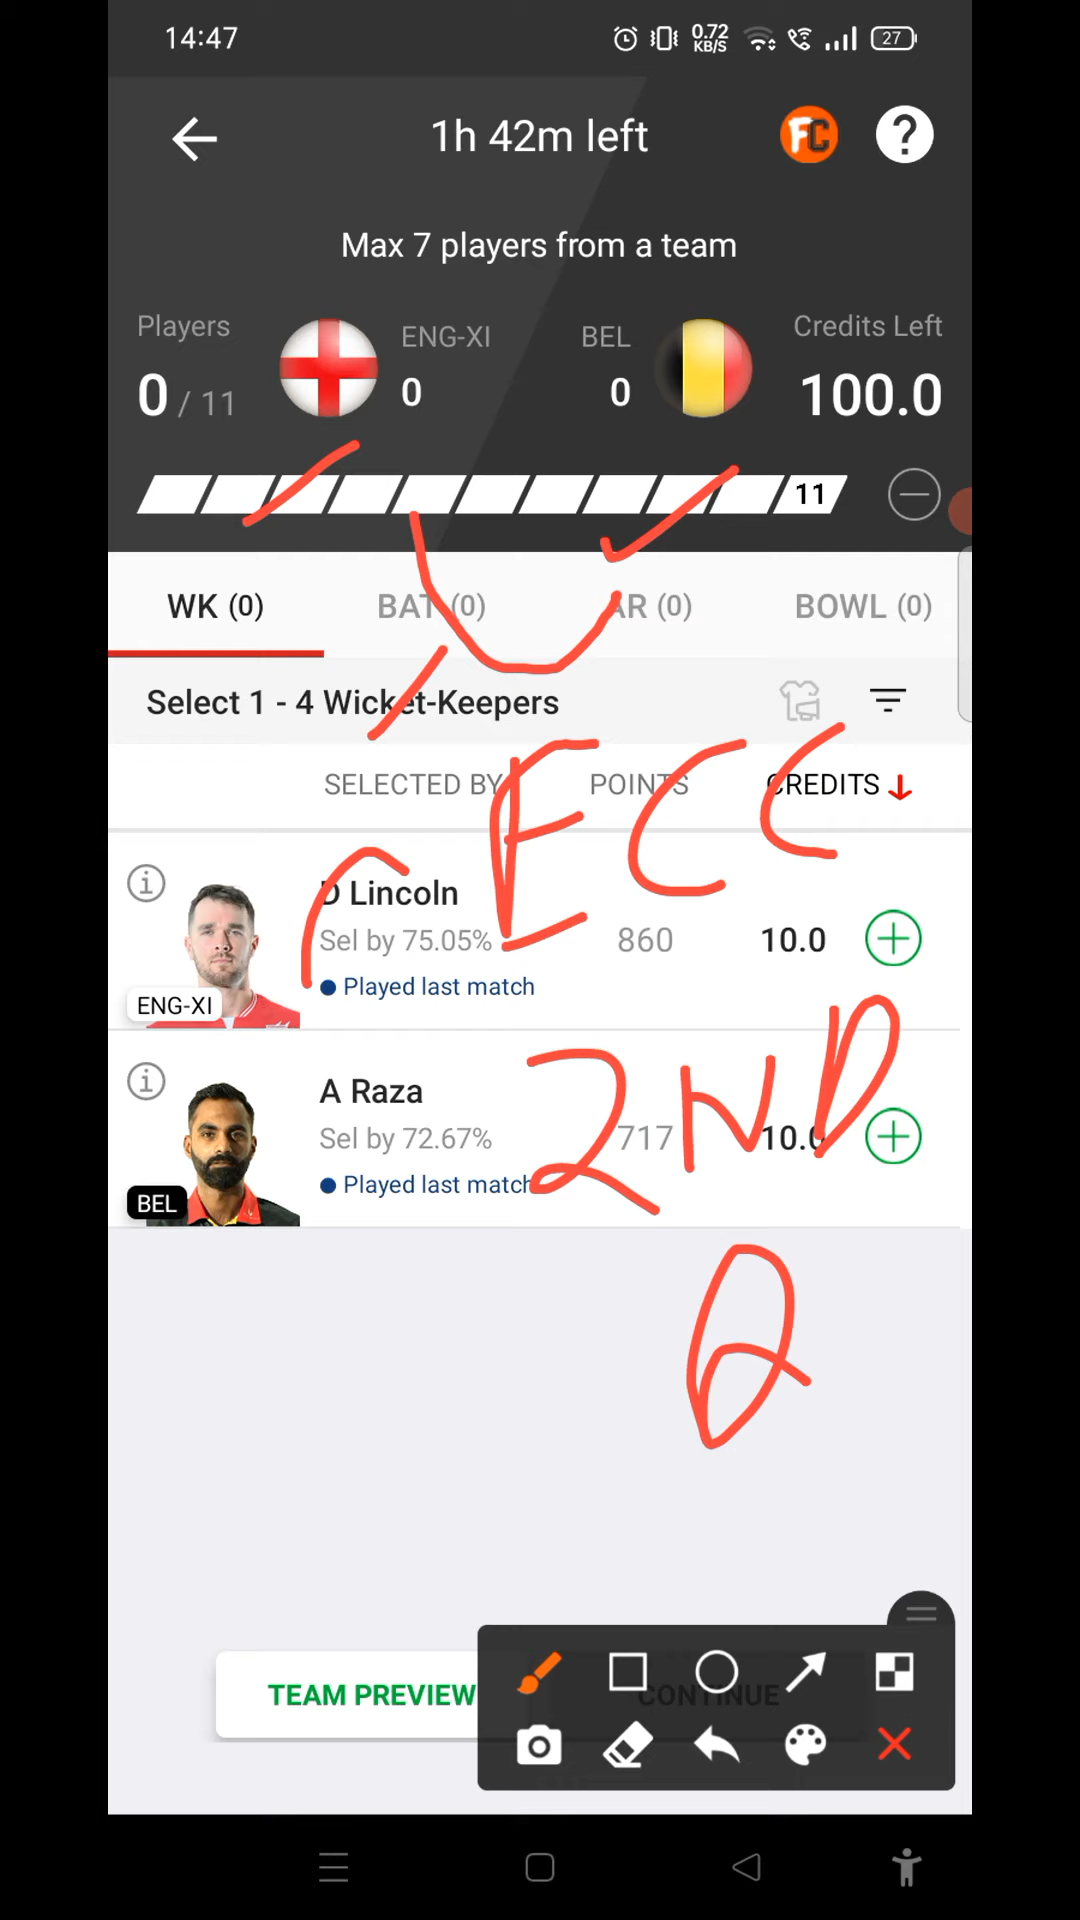 14:47 0.72 KB/S 27
1h 42m left FC ?
Max 7 players from a team
Players ENG-XI BEL Credits Left
0 / 11 0 0 100.0
11
WK (0) BAT (0) AR (0) BOWL (0)
Select 1 - 4 Wicket-Keepers
SELECTED BY POINTS CREDITS
ECC
D Lincoln
Sel by 75.05% 860 10.0
Played last match
ENG-XI
2ND
A Raza
Sel by 72.67% 717 10.0
Played last match
BEL
Q
TEAM PREVIEW CONTINUE